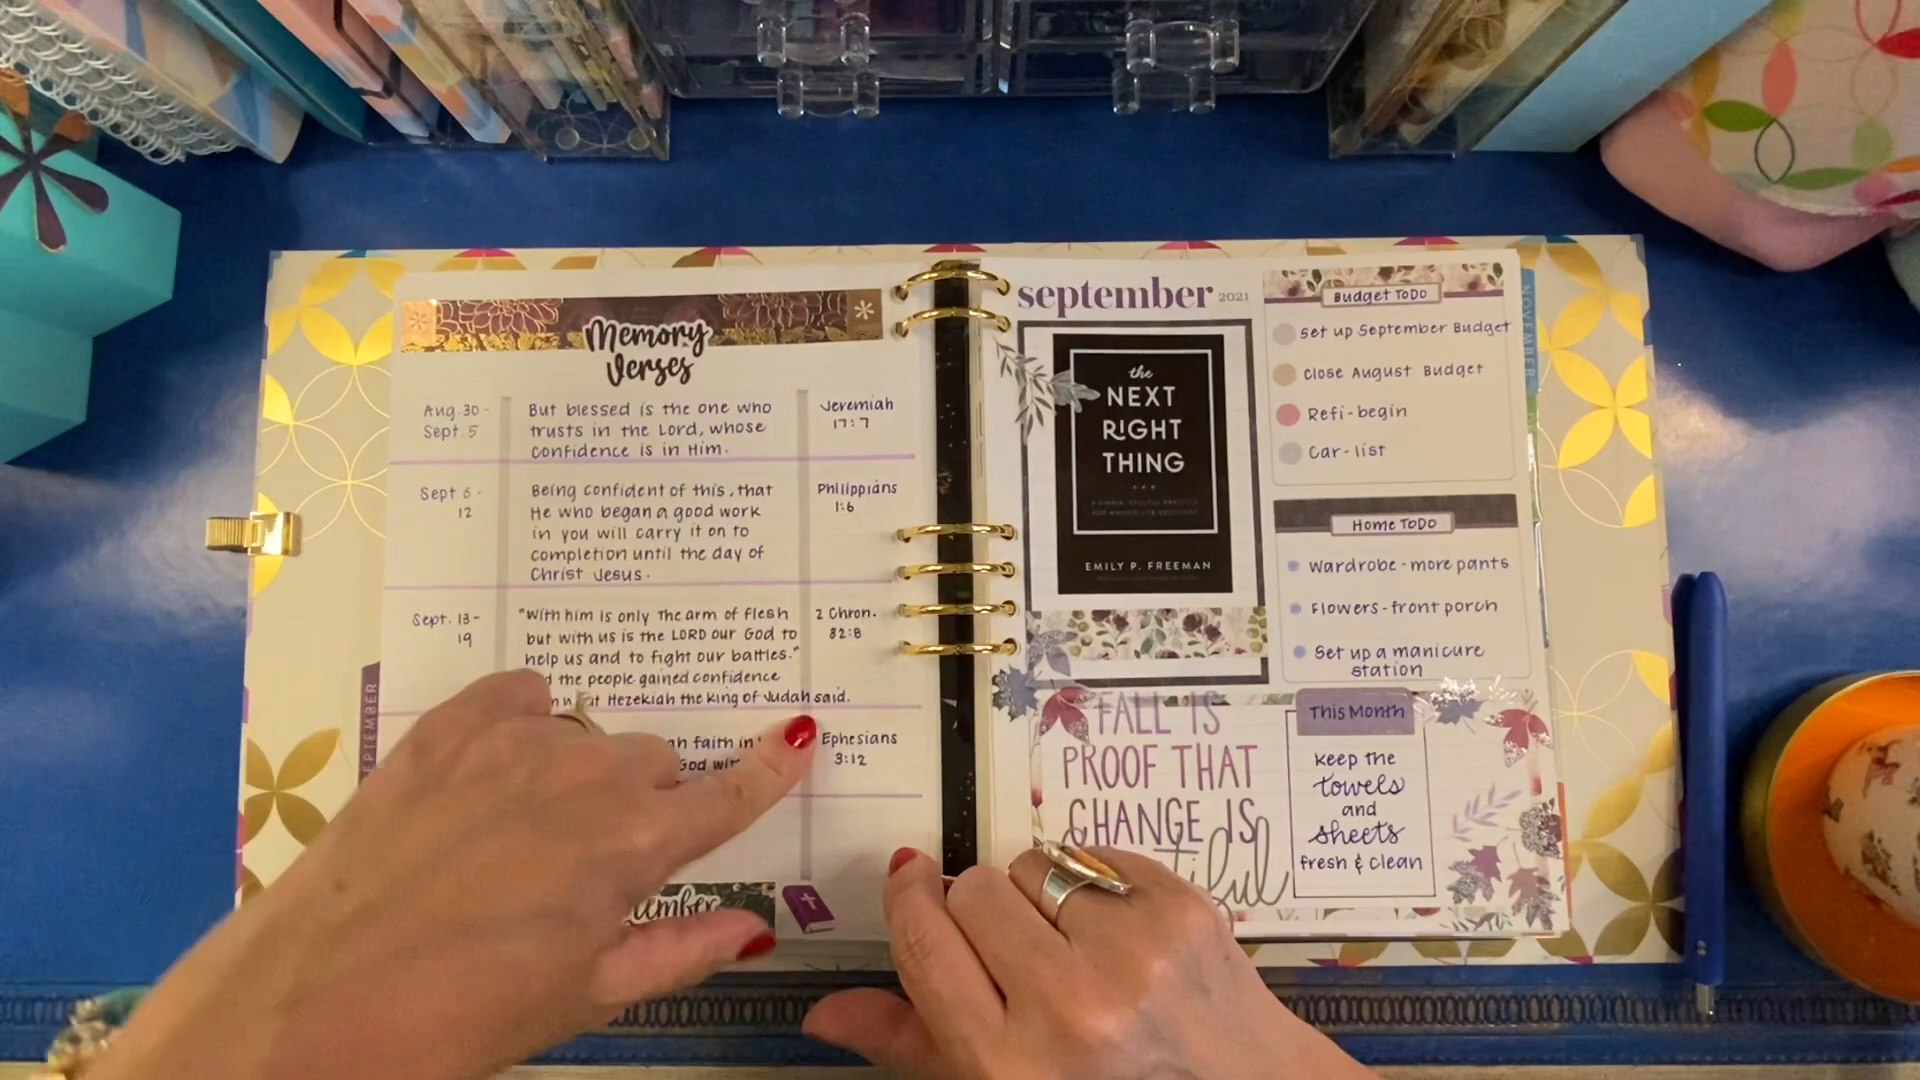 Memory
Verses
Aug. 30 -
Sept. 5
But blessed is the one who
trusts in the Lord, whose
confidence is in Him.
Jeremiah
17:7
Sept 6 -
12
Being confident of this, that
He who began a good work
in you will carry it on to
completion until the day of
Christ Jesus.
Philippians
1:6
Sept. 13-
19
"With him is only the arm of flesh
but with us is the LORD our God to
help us and to fight our battles."
the people gained confidence
Hezekiah the king of Judah said.
2 Chron.
32:8
faith in
God
Ephesians
3:12
september 2021
the
NEXT
RIGHT
THING
EMILY P. FREEMAN
FALL IS
PROOF THAT
CHANGE IS
Budget ToDo
Set up September Budget
Close August Budget
Refi-begin
Car-list
Home ToDo
Wardrobe-more pants
Flowers-front porch
Set up a manicure
station
This Month
keep the
towels
and
sheets
fresh & clean
NOVEMBER